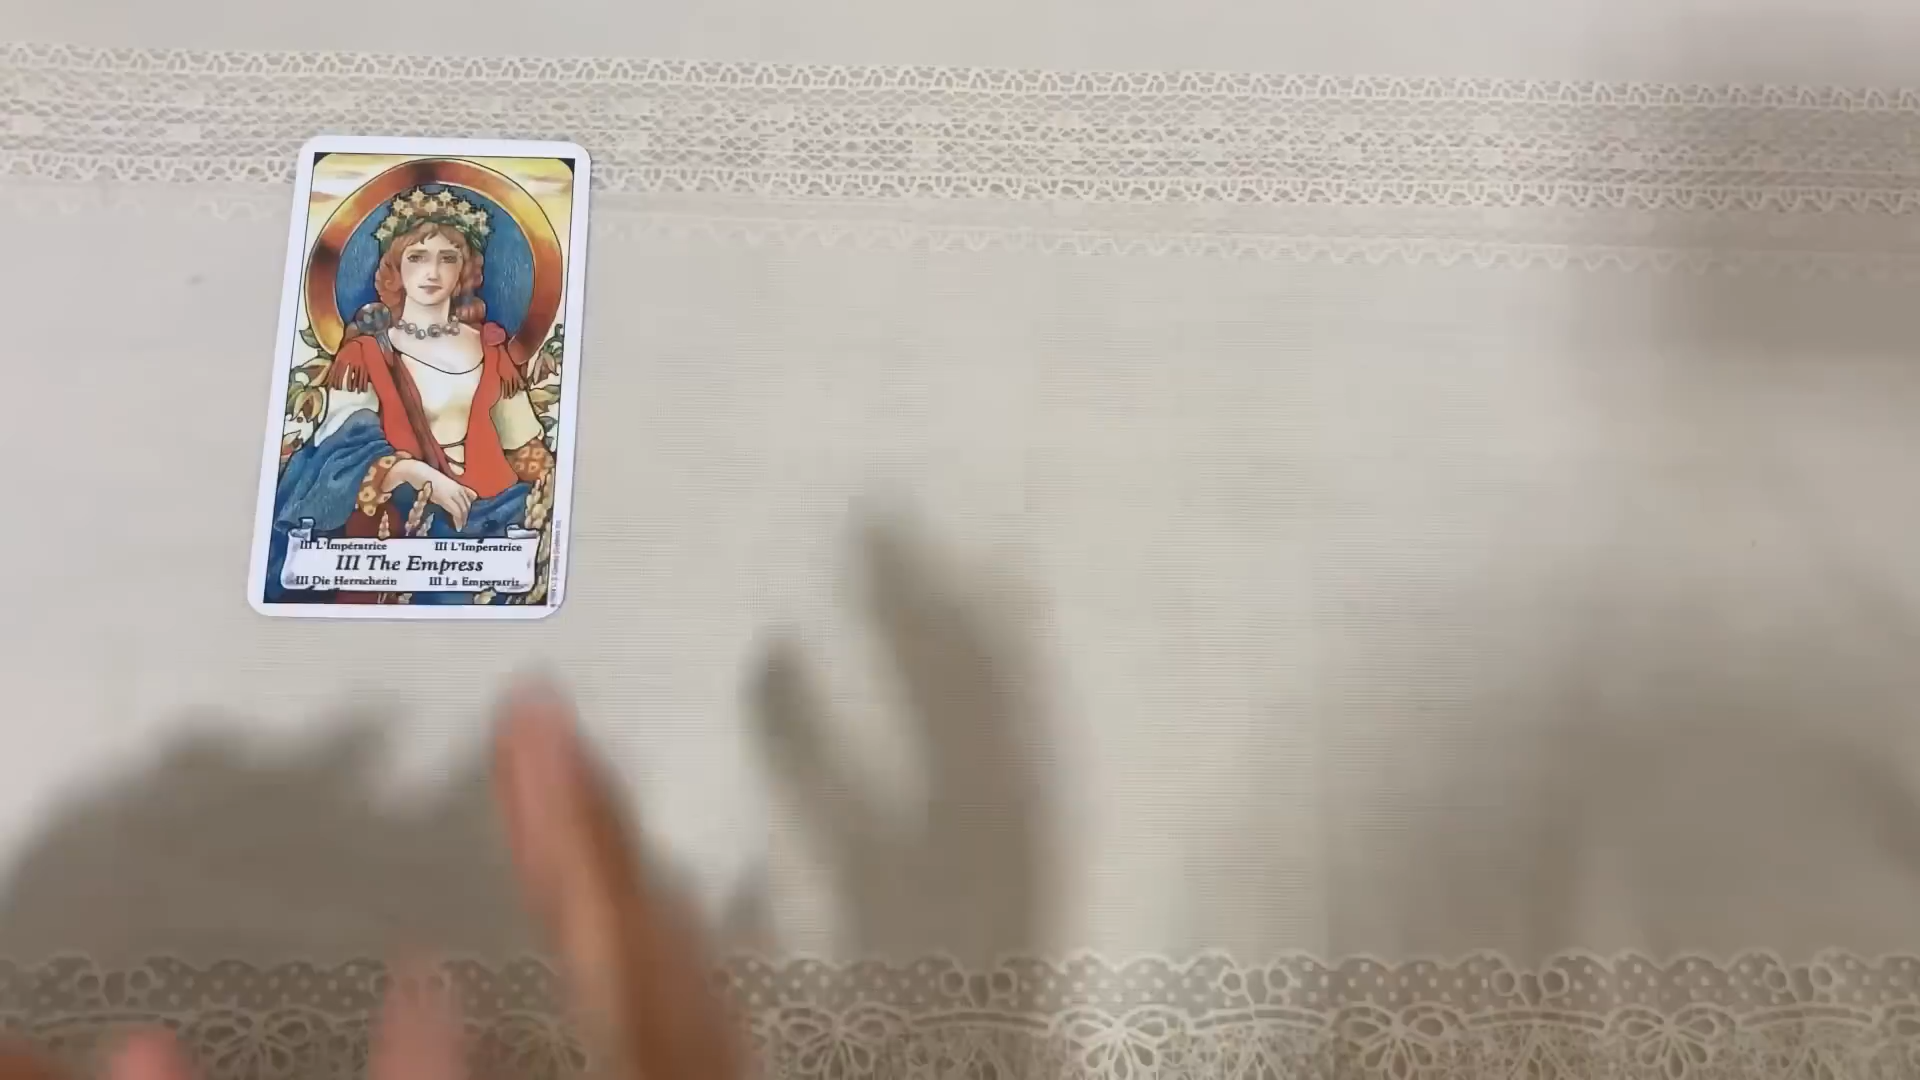 III L'Impératrice III L'Imperatrice
III The Empress
III Die Herrscherin III La Emperatriz